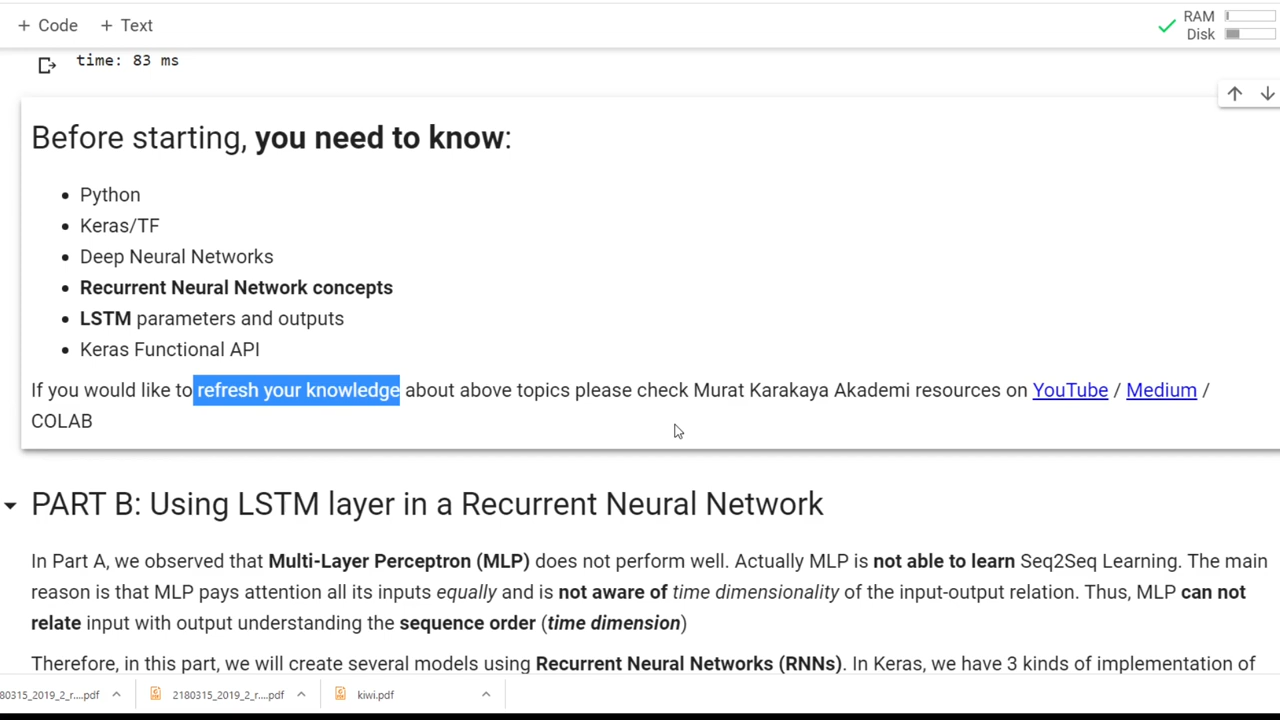 + Code + Text
RAM
Disk
time: 83 ms
Before starting, you need to know:
Python
Keras/TF
Deep Neural Networks
Recurrent Neural Network concepts
LSTM parameters and outputs
Keras Functional API
If you would like to refresh your knowledge about above topics please check Murat Karakaya Akademi resources on YouTube / Medium /
COLAB
PART B: Using LSTM layer in a Recurrent Neural Network
In Part A, we observed that Multi-Layer Perceptron (MLP) does not perform well. Actually MLP is not able to learn Seq2Seq Learning. The main
reason is that MLP pays attention all its inputs equally and is not aware of time dimensionality of the input-output relation. Thus, MLP can not
relate input with output understanding the sequence order (time dimension)
Therefore, in this part, we will create several models using Recurrent Neural Networks (RNNs). In Keras, we have 3 kinds of implementation of
80315_2019_2_r....pdf 2180315_2019_2_r....pdf kiwi.pdf